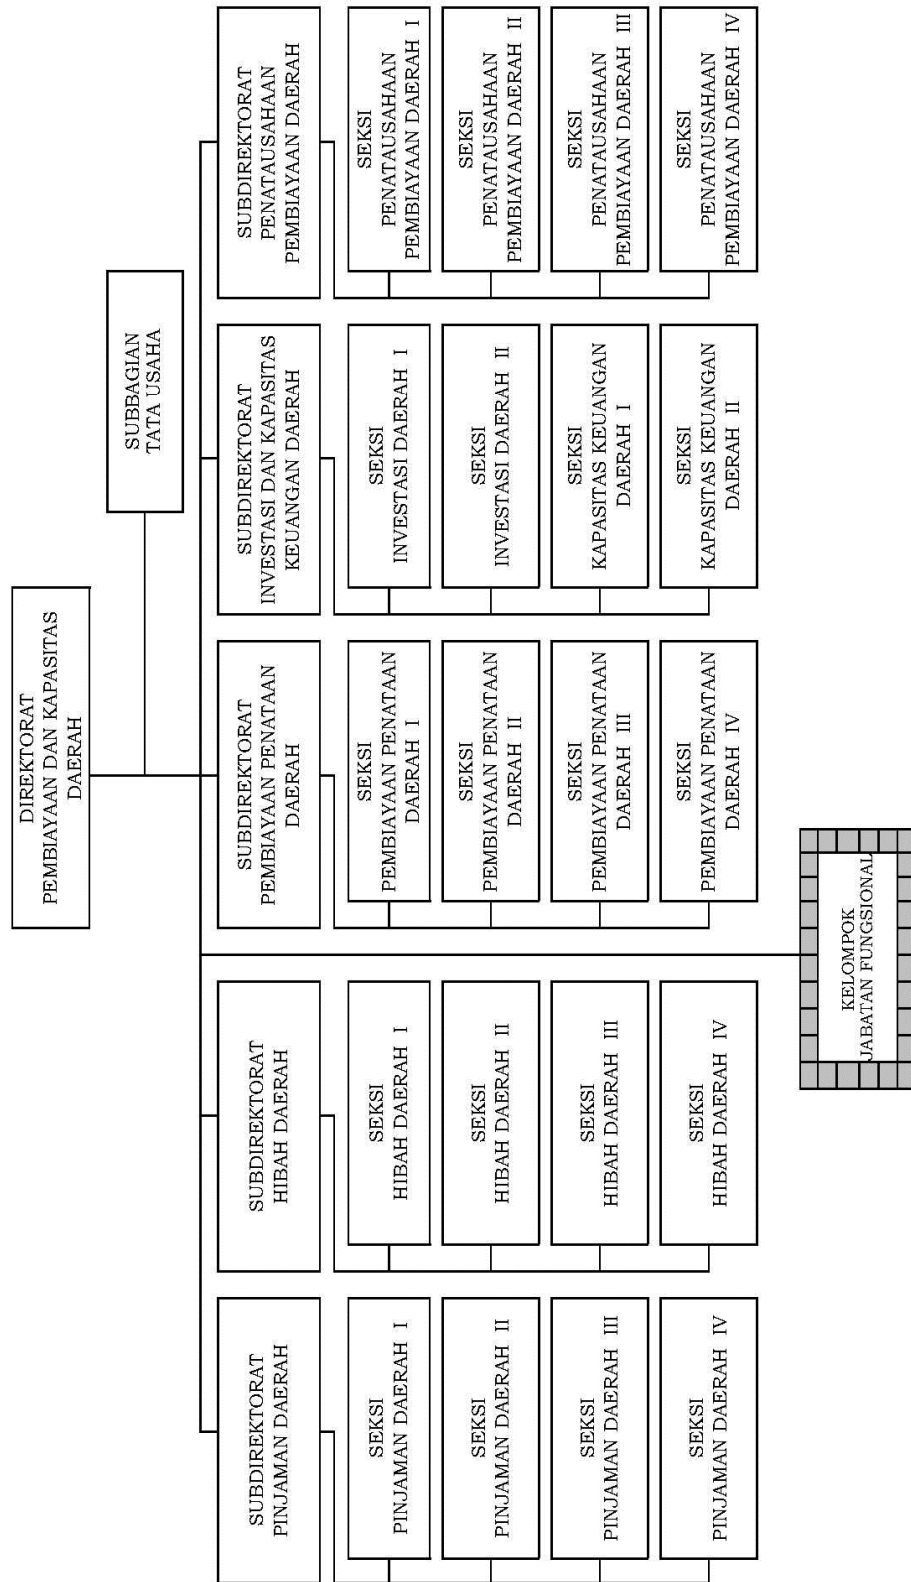 DIREKTORAT
PEMBIAYAAN DAN KAPASITAS
DAERAH
SUBBAGIAN
TATA USAHA
SUBDIREKTORAT
PINJAMAN DAERAH
SEKSI
PINJAMAN DAERAH I
SEKSI
PINJAMAN DAERAH II
SEKSI
PINJAMAN DAERAH III
SEKSI
PINJAMAN DAERAH IV
SUBDIREKTORAT
HIBAH DAERAH
SEKSI
HIBAH DAERAH I
SEKSI
HIBAH DAERAH II
SEKSI
HIBAH DAERAH III
SEKSI
HIBAH DAERAH IV
SUBDIREKTORAT
PEMBIAYAAN PENATAAN
DAERAH
SEKSI
PEMBIAYAAN PENATAAN
DAERAH I
SEKSI
PEMBIAYAAN PENATAAN
DAERAH II
SEKSI
PEMBIAYAAN PENATAAN
DAERAH III
SEKSI
PEMBIAYAAN PENATAAN
DAERAH IV
SUBDIREKTORAT
INVESTASI DAN KAPASITAS
KEUANGAN DAERAH
SEKSI
INVESTASI DAERAH I
SEKSI
INVESTASI DAERAH II
SEKSI
KAPASITAS KEUANGAN
DAERAH I
SEKSI
KAPASITAS KEUANGAN
DAERAH II
SUBDIREKTORAT
PENATAUSAHAAN
PEMBIAYAAN DAERAH
SEKSI
PENATAUSAHAAN
PEMBIAYAAN DAERAH I
SEKSI
PENATAUSAHAAN
PEMBIAYAAN DAERAH II
SEKSI
PENATAUSAHAAN
PEMBIAYAAN DAERAH III
SEKSI
PENATAUSAHAAN
PEMBIAYAAN DAERAH IV
KELOMPOK
JABATAN FUNGSIONAL